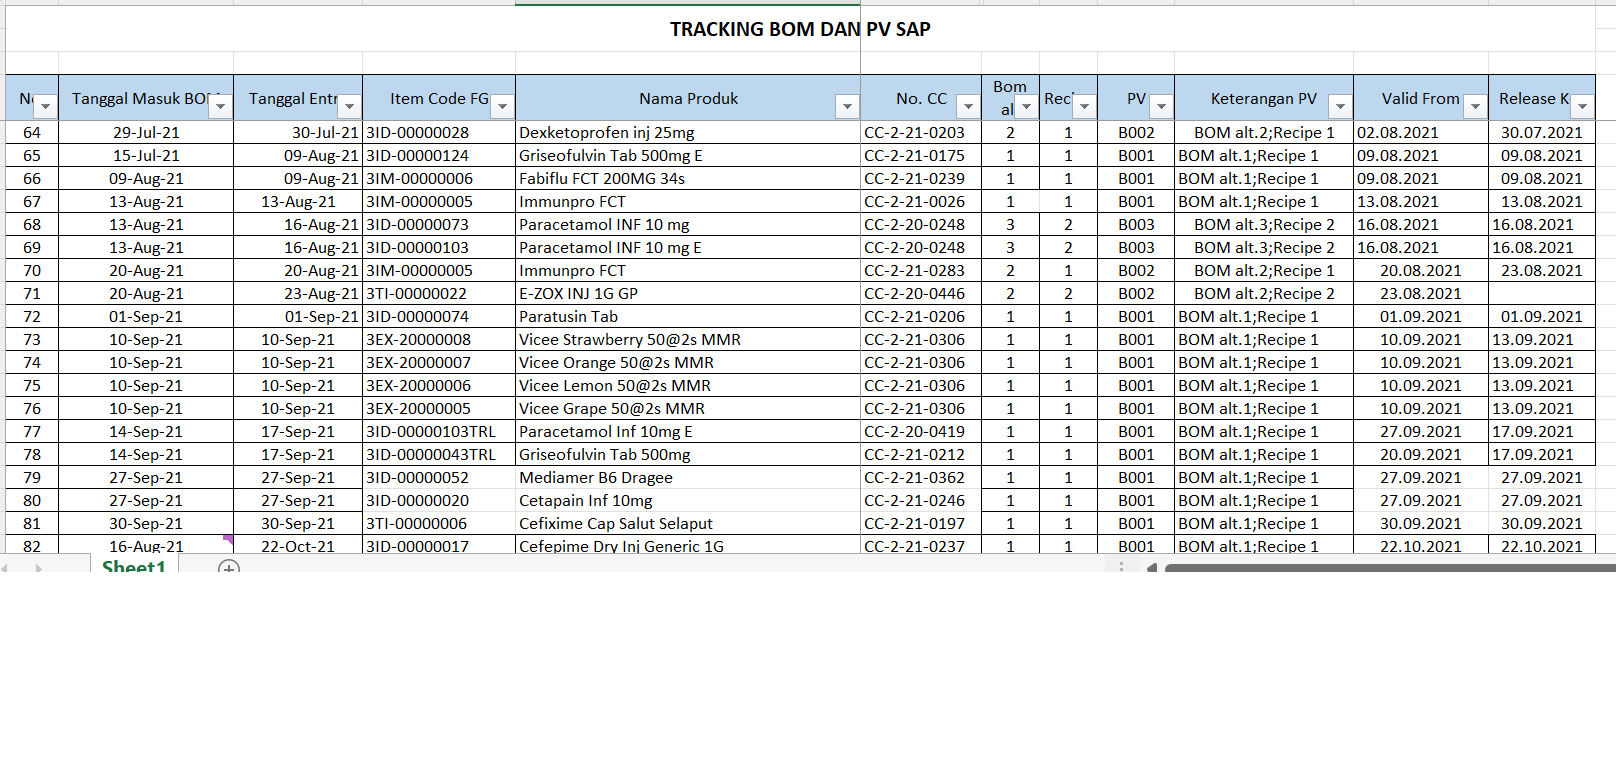 TRACKING BOM DAN PV SAP
Tanggal Masuk Tanggal Item Code FG Nama Produk No. CC Bom PV Keterangan PV Valid From Release
64 29-Jul-21 30-Jul-21 3ID-00000028 Dexketoprofen inj 25mg CC-2-21-0203 2 1 B002 BOM alt.2;Recipe 1 02.08.2021 30.07.2021
65 15-Jul-21 09-Aug-21 3ID-00000124 Griseofulvin Tab 500mg E CC-2-21-0175 1 1 B001 BOM alt.1;Recipe 1 09.08.2021 09.08.2021
66 09-Aug-21 09-Aug-21 3IM-00000006 Fabiflu FCT 200MG 34s CC-2-21-0239 1 1 B001 BOM alt.1;Recipe 1 09.08.2021 09.08.2021
67 13-Aug-21 13-Aug-21 3IM-00000005 Immunpro FCT CC-2-21-0026 1 1 B001 BOM alt.1;Recipe 1 13.08.2021 13.08.2021
68 13-Aug-21 16-Aug-21 3ID-00000073 Paracetamol INF 10 mg CC-2-20-0248 3 2 B003 BOM alt.3;Recipe 2 16.08.2021 16.08.2021
69 13-Aug-21 16-Aug-21 3ID-00000103 Paracetamol INF 10 mg E CC-2-20-0248 3 2 B003 BOM alt.3;Recipe 2 16.08.2021 16.08.2021
70 20-Aug-21 20-Aug-21 3IM-00000005 Immunpro FCT CC-2-21-0283 2 1 B002 BOM alt.2;Recipe 1 20.08.2021 23.08.2021
71 20-Aug-21 23-Aug-21 3TI-00000022 E-ZOX INJ 1G GP CC-2-20-0446 2 2 B002 BOM alt.2;Recipe 2 23.08.2021
72 01-Sep-21 01-Sep-21 3ID-00000074 Paratusin Tab CC-2-21-0206 1 1 B001 BOM alt.1;Recipe 1 01.09.2021 01.09.2021
73 10-Sep-21 10-Sep-21 3EX-20000008 Vicee Strawberry 50@2s MMR CC-2-21-0306 1 1 B001 BOM alt.1;Recipe 1 10.09.2021 13.09.2021
74 10-Sep-21 10-Sep-21 3EX-20000007 Vicee Orange 50@2s MMR CC-2-21-0306 1 1 B001 BOM alt.1;Recipe 1 10.09.2021 13.09.2021
75 10-Sep-21 10-Sep-21 3EX-20000006 Vicee Lemon 50@2s MMR CC-2-21-0306 1 1 B001 BOM alt.1;Recipe 1 10.09.2021 13.09.2021
76 10-Sep-21 10-Sep-21 3EX-20000005 Vicee Grape 50@2s MMR CC-2-21-0306 1 1 B001 BOM alt.1;Recipe 1 10.09.2021 13.09.2021
77 14-Sep-21 17-Sep-21 3ID-00000103TRL Paracetamol Inf 10mg E CC-2-20-0419 1 1 B001 BOM alt.1;Recipe 1 27.09.2021 17.09.2021
78 14-Sep-21 17-Sep-21 3ID-00000043TRL Griseofulvin Tab 500mg CC-2-21-0212 1 1 B001 BOM alt.1;Recipe 1 20.09.2021 17.09.2021
79 27-Sep-21 27-Sep-21 3ID-00000052 Mediamer B6 Dragee CC-2-21-0362 1 1 B001 BOM alt.1;Recipe 1 27.09.2021 27.09.2021
80 27-Sep-21 27-Sep-21 3ID-00000020 Cetapain Inf 10mg CC-2-21-0246 1 1 B001 BOM alt.1;Recipe 1 27.09.2021 27.09.2021
81 30-Sep-21 30-Sep-21 3TI-00000006 Cefixime Cap Salut Selaput CC-2-21-0197 1 1 B001 BOM alt.1;Recipe 1 30.09.2021 30.09.2021
82 16-Aug-21 22-Oct-21 3ID-00000017 Cefepime Dry Inj Generic 1G CC-2-21-0237 1 1 B001 BOM alt.1;Recipe 1 22.10.2021 22.10.2021
Sheet1